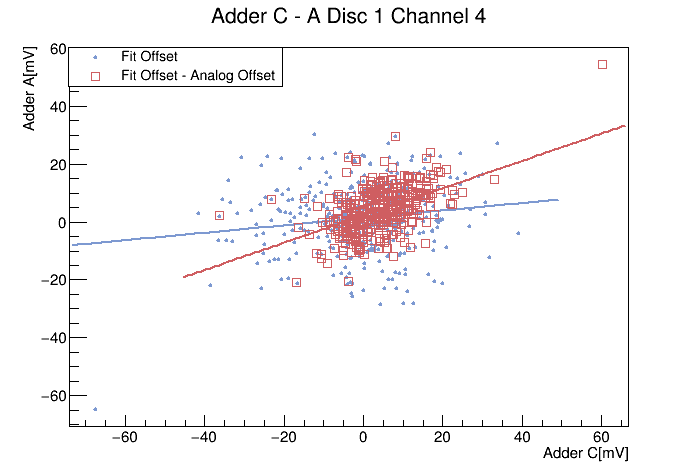 Adder C - A Disc 1 Channel 4
Adder A[mV]
Fit Offset
Fit Offset - Analog Offset
60
40
20
0
−20
−40
−60
−60 −40 −20 0 20 40 60
Adder C[mV]